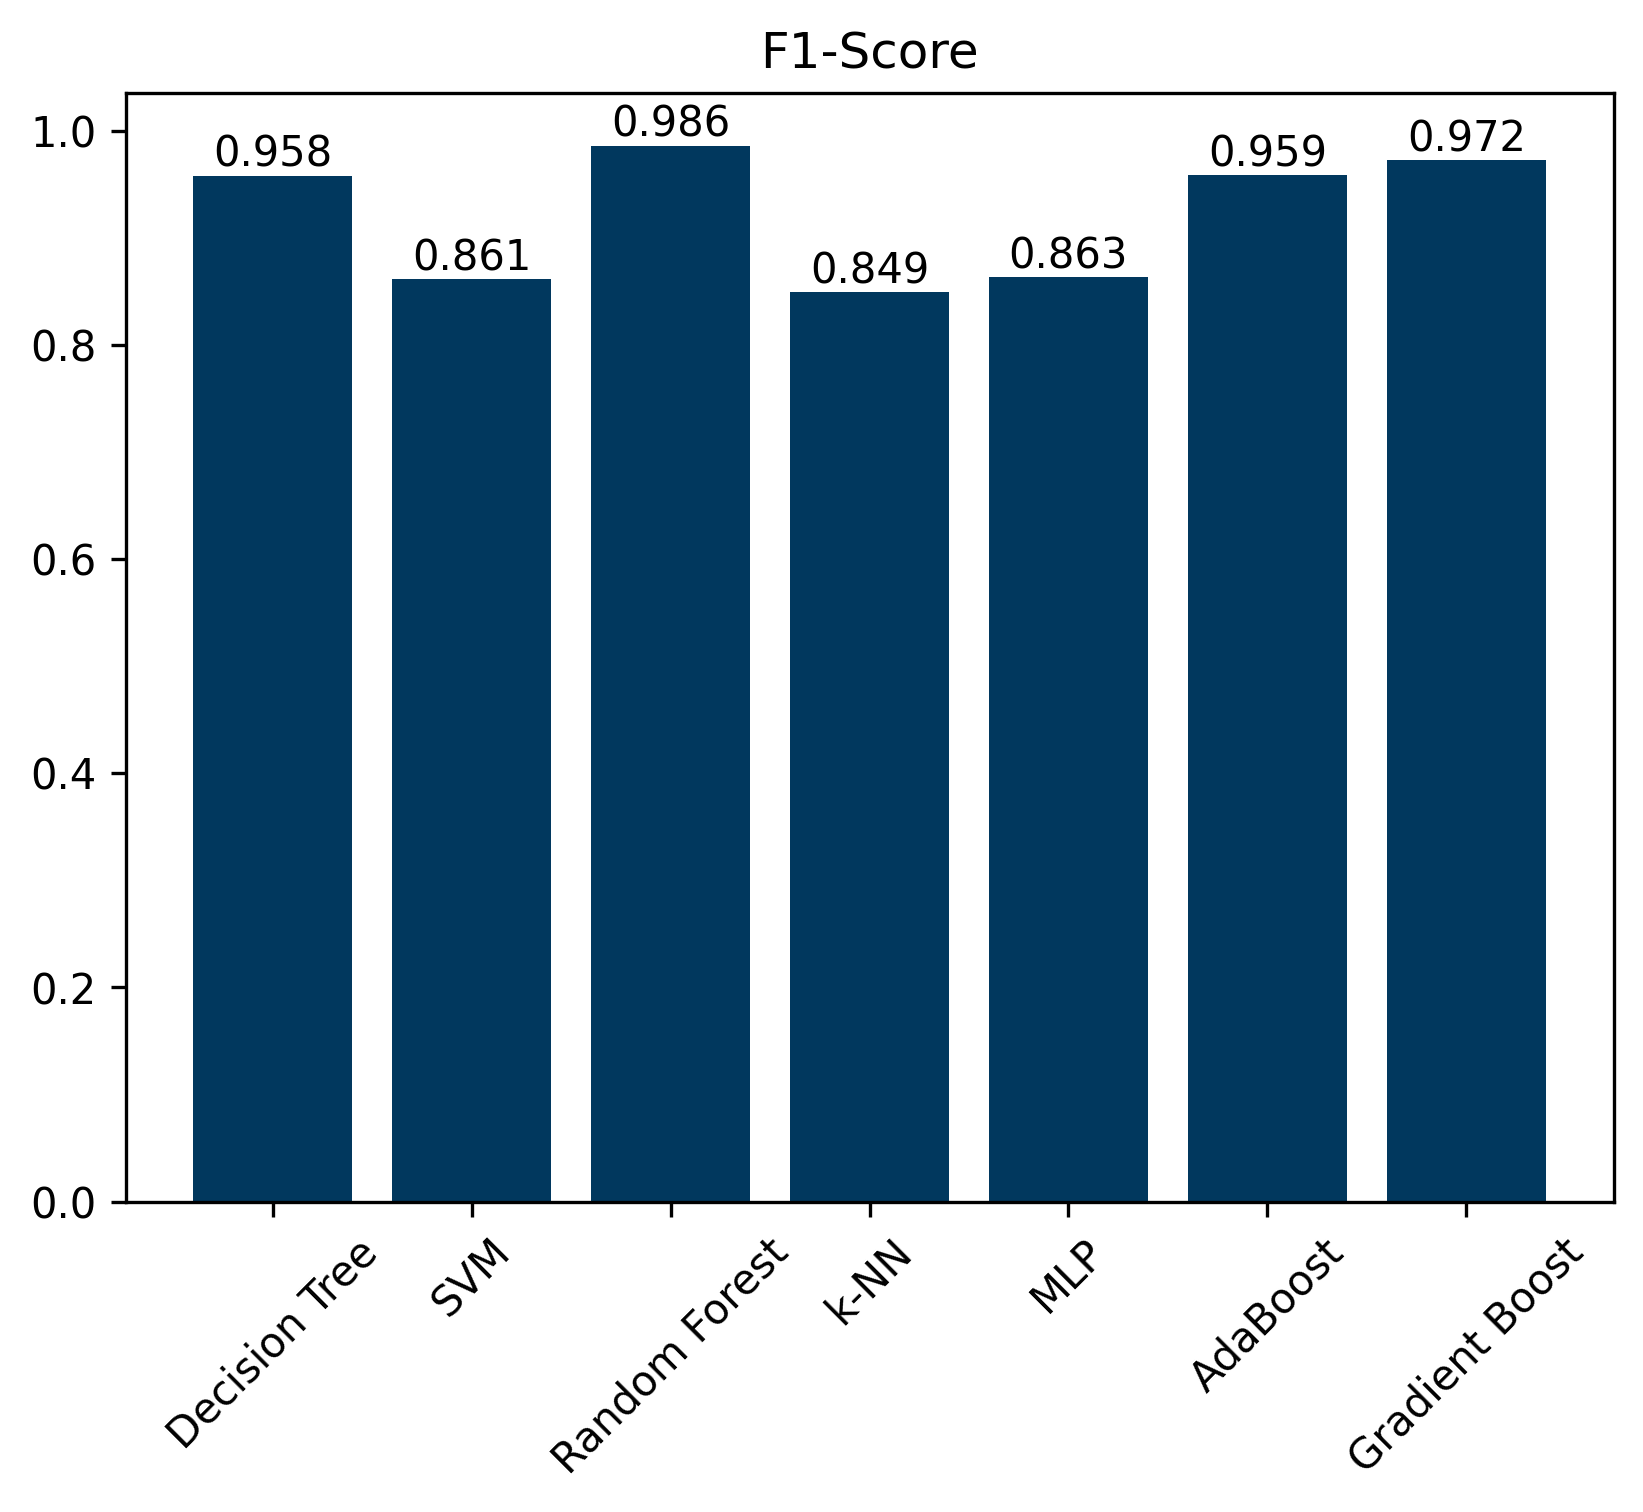 F1-Score
1.0
0.8
0.6
0.4
0.2
0.0
0.958
0.861
0.986
0.849
0.863
0.959
0.972
Decision Tree
SVM
Random Forest
k-NN
MLP
AdaBoost
Gradient Boost